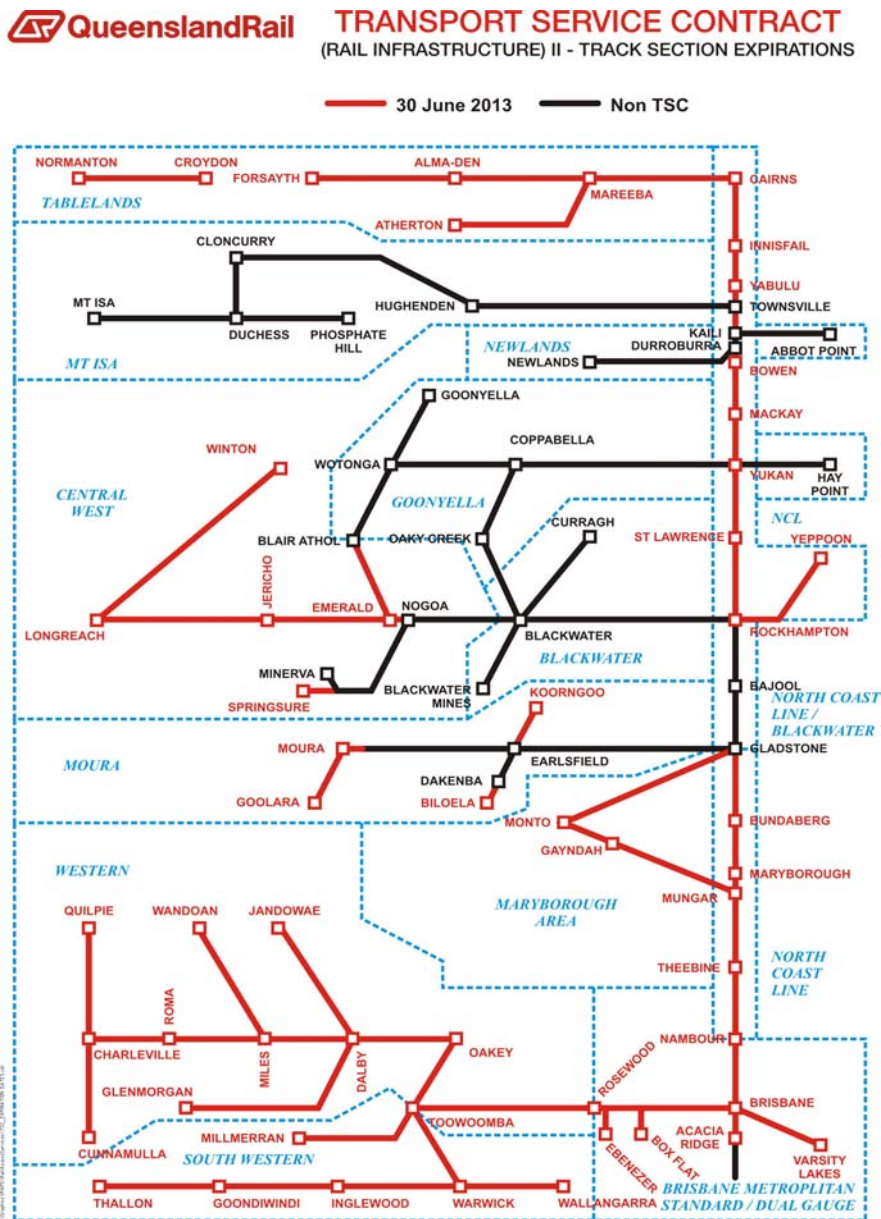 QueenslandRail
TRANSPORT SERVICE CONTRACT
(RAIL INFRASTRUCTURE) II - TRACK SECTION EXPIRATIONS
30 June 2013
Non TSC
NORMANTON
CROYDON
FORSAYTH
ALMA-DEN
MAREEBA
CAIRNS
TABLELANDS
ATHERTON
INNISFAIL
CLONCURRY
YABULU
MT ISA
HUGHENDEN
TOWNSVILLE
DUCHESS
PHOSPHATE
HILL
KAILI
DURROBURRA
ABBOT POINT
MT ISA
NEWLANDS
NEWLANDS
BOWEN
GOONYELLA
MACKAY
WINTON
COPPABELLA
WOTONGA
YUKAN
HAY
POINT
CENTRAL
WEST
GOONYELLA
CURRAGH
NCL
BLAIR ATHOL
OAKY CREEK
ST LAWRENCE
YEPPOON
JERICHO
EMERALD
NOGOA
LONGREACH
BLACKWATER
ROCKHAMPTON
BLACKWATER
MINERVA
SPRINGSURE
BLACKWATER
MINES
KOORNGOO
BAJOOL
NORTH COAST
LINE /
BLACKWATER
MOURA
MOURA
EARLSFIELD
GLADSTONE
DAKENBA
GOOLARA
BILOELA
MONTO
BUNDABERG
GAYNDAH
WESTERN
MARYBOROUGH
MUNGAR
QUILPIE
WANDOAN
JANDOWAE
MARYBOROUGH
AREA
THEEBINE
NORTH
COAST
LINE
ROMA
NAMBOUR
CHARLEVILLE
MILES
DALBY
OAKEY
ROSEWOOD
GLENMORGAN
TOOWOOMBA
BRISBANE
CUNNAMULLA
MILLMERRAN
ACACIA
RIDGE
EBENEZER
BOX FLAT
VARSITY
LAKES
SOUTH WESTERN
BRISBANE METROPLITAN
STANDARD / DUAL GAUGE
THALLON
GOONDIWINDI
INGLEWOOD
WARWICK
WALLANGARRA